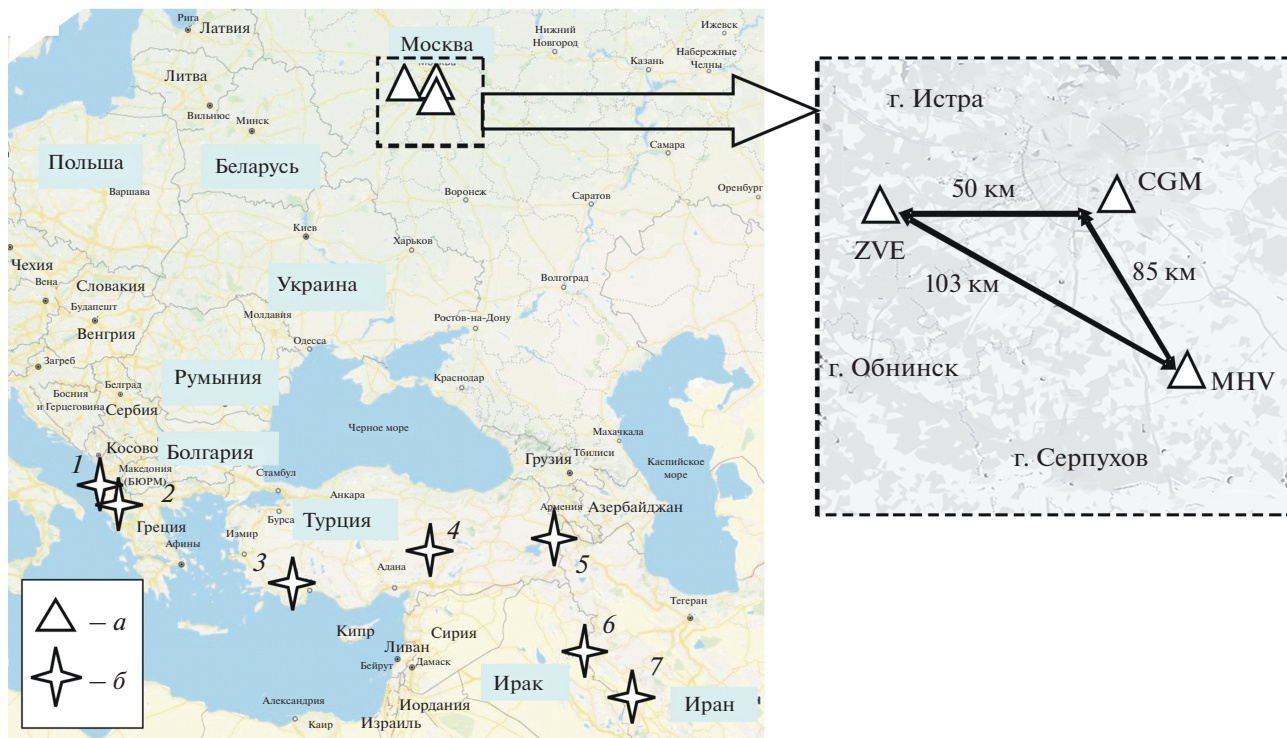 Рига
Латвия
Москва
Нижний
Новгород
Ижевск
Казань
Набережные
Челны
Литва
Вильнюс
Минск
Польша
Варшава
Беларусь
Самара
Воронеж
Саратов
Оренбург
Киев
Харьков
Чехия
Вена
Словакия
Украина
Волгоград
Будапешт
Венгрия
Молдавия
Ростов-на-Дону
Одесса
Загреб
Румыния
Краснодар
Босния
и Герцеговина
Белград
Сербия
Черное море
Махачкала
Косово
Болгария
Грузия
Тбилиси
Каспийское
море
1
Македония
(БЮРМ)
Стамбул
2
Анкара
Армения
Азербайджан
Греция
Бурса
Турция
Измир
4
Афины
3
Адана
5
Тегеран
– а
Кипр
Сирия
6
Ливан
Бейрут
Дамаск
7
– б
Ирак
Иран
Александрия
Иордания
Каир
Израиль
г. Истра
50 км
CGM
ZVE
103 км
85 км
г. Обнинск
MHV
г. Серпухов